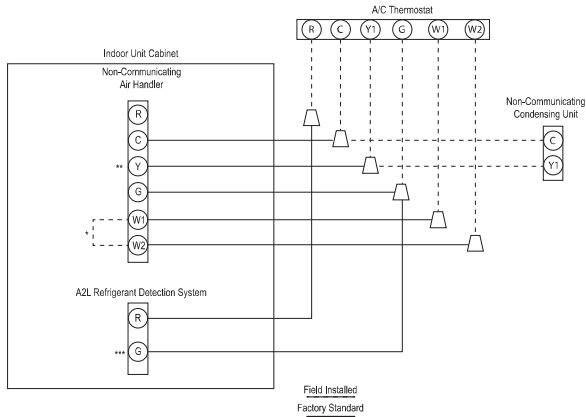 A/C Thermostat
R C Y1 G W1 W2
Indoor Unit Cabinet
Non-Communicating
Air Handler
R
C
** Y
G
W1
*
W2
Non-Communicating
Condensing Unit
C
Y1
A2L Refrigerant Detection System
R
*** G
Field Installed
Factory Standard